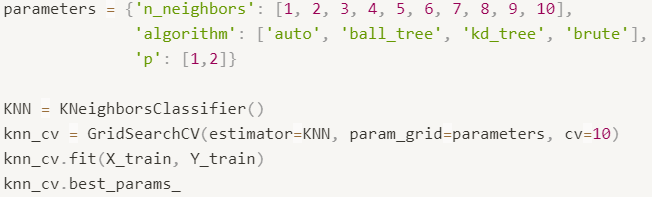 parameters = {'n_neighbors': [1, 2, 3, 4, 5, 6, 7, 8, 9, 10],
              'algorithm': ['auto', 'ball_tree', 'kd_tree', 'brute'],
              'p': [1,2]}

KNN = KNeighborsClassifier()
knn_cv = GridSearchCV(estimator=KNN, param_grid=parameters, cv=10)
knn_cv.fit(X_train, Y_train)
knn_cv.best_params_